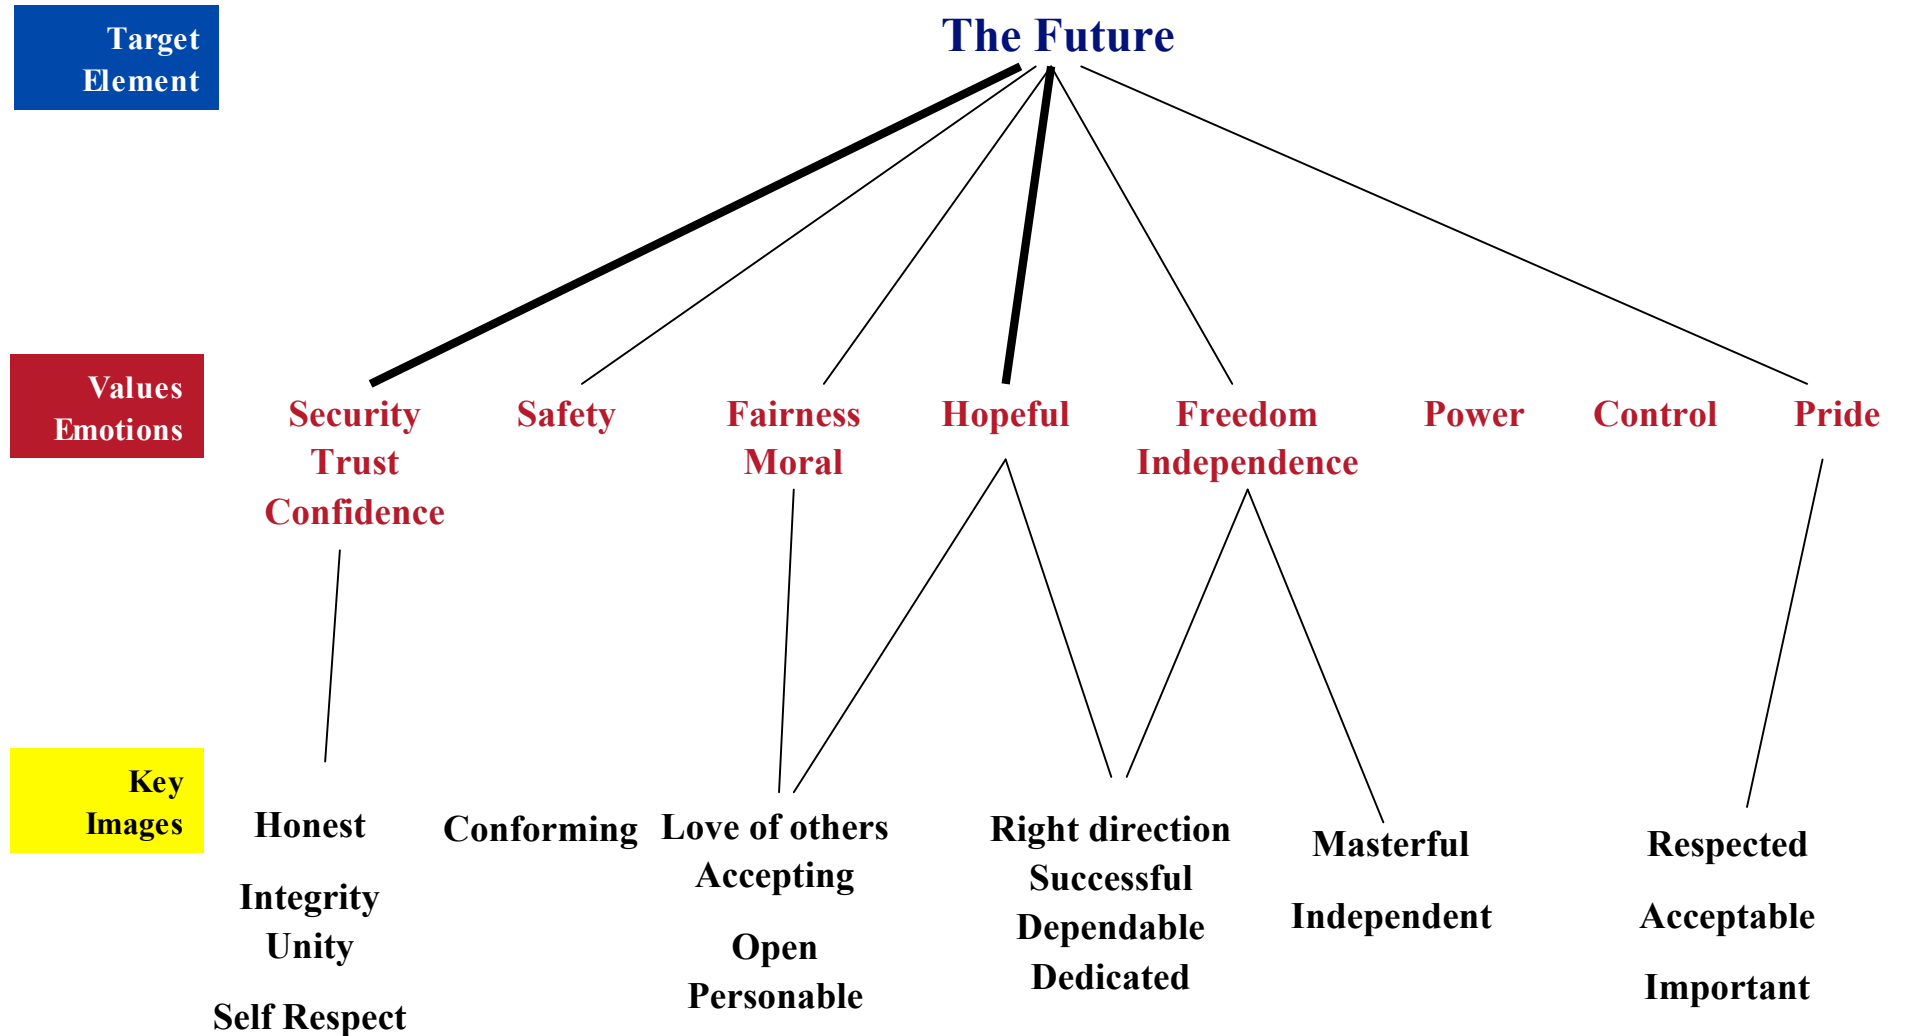 Target
Element
The Future
Values
Emotions
Security
Trust
Confidence
Safety
Fairness
Moral
Hopeful
Freedom
Independence
Power
Control
Pride
Key
Images
Honest
Integrity
Unity
Self Respect
Conforming
Love of others
Accepting
Open
Personable
Right direction
Successful
Dependable
Dedicated
Masterful
Independent
Respected
Acceptable
Important